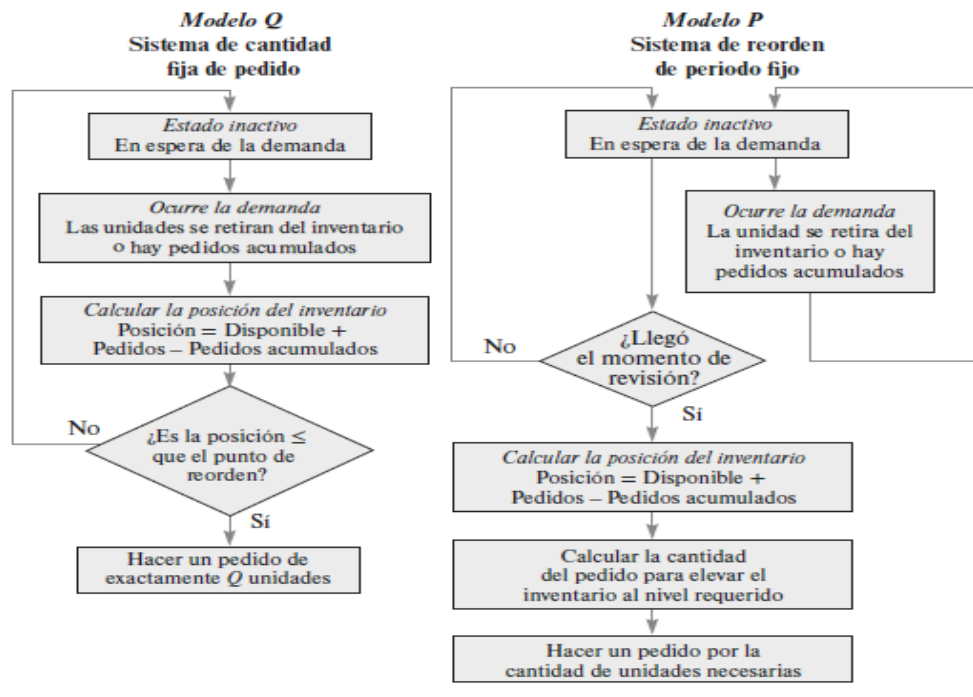 Modelo Q
Sistema de cantidad
fija de pedido
Estado inactivo
En espera de la demanda
Ocurre la demanda
Las unidades se retiran del inventario
o hay pedidos acumulados
Calcular la posición del inventario
Posición = Disponible +
Pedidos – Pedidos acumulados
No
¿Es la posición ≤
que el punto de
reorden?
Sí
Hacer un pedido de
exactamente Q unidades
Modelo P
Sistema de reorden
de periodo fijo
Estado inactivo
En espera de la demanda
Ocurre la demanda
La unidad se retira del
inventario o hay
pedidos acumulados
No
¿Llegó
el momento de
revisión?
Sí
Calcular la posición del inventario
Posición = Disponible +
Pedidos – Pedidos acumulados
Calcular la cantidad
del pedido para elevar el
inventario al nivel requerido
Hacer un pedido por la
cantidad de unidades necesarias